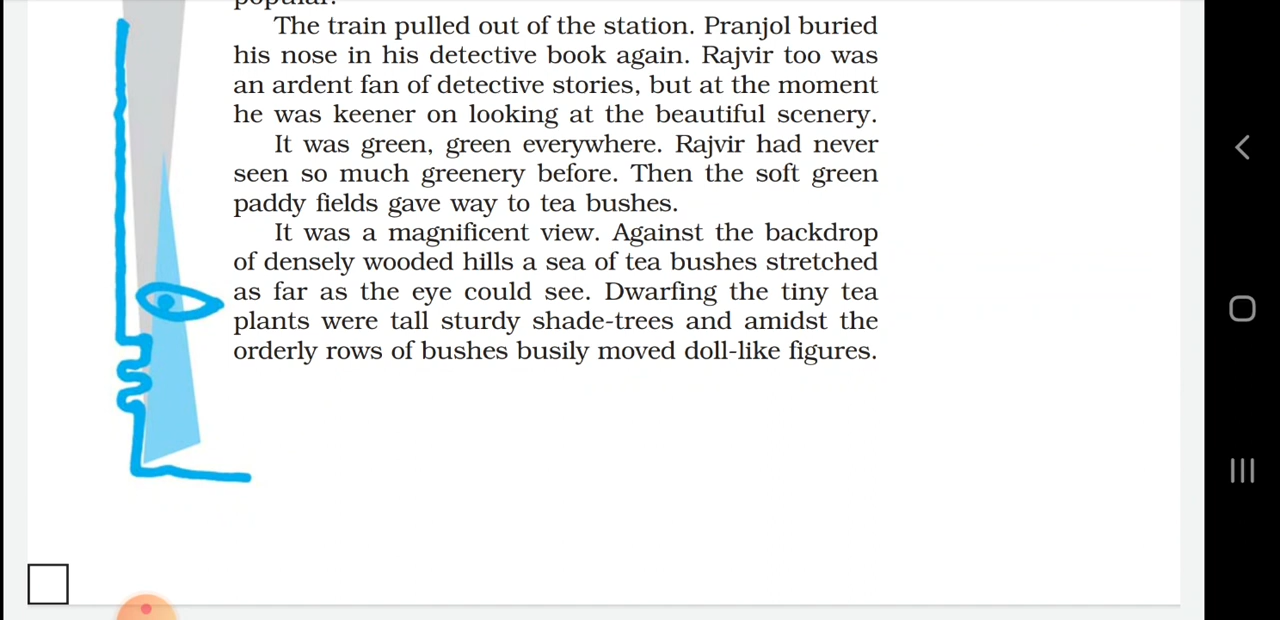 popular.
The train pulled out of the station. Pranjol buried
his nose in his detective book again. Rajvir too was
an ardent fan of detective stories, but at the moment
he was keener on looking at the beautiful scenery.
It was green, green everywhere. Rajvir had never
seen so much greenery before. Then the soft green
paddy fields gave way to tea bushes.
It was a magnificent view. Against the backdrop
of densely wooded hills a sea of tea bushes stretched
as far as the eye could see. Dwarfing the tiny tea
plants were tall sturdy shade-trees and amidst the
orderly rows of bushes busily moved doll-like figures.